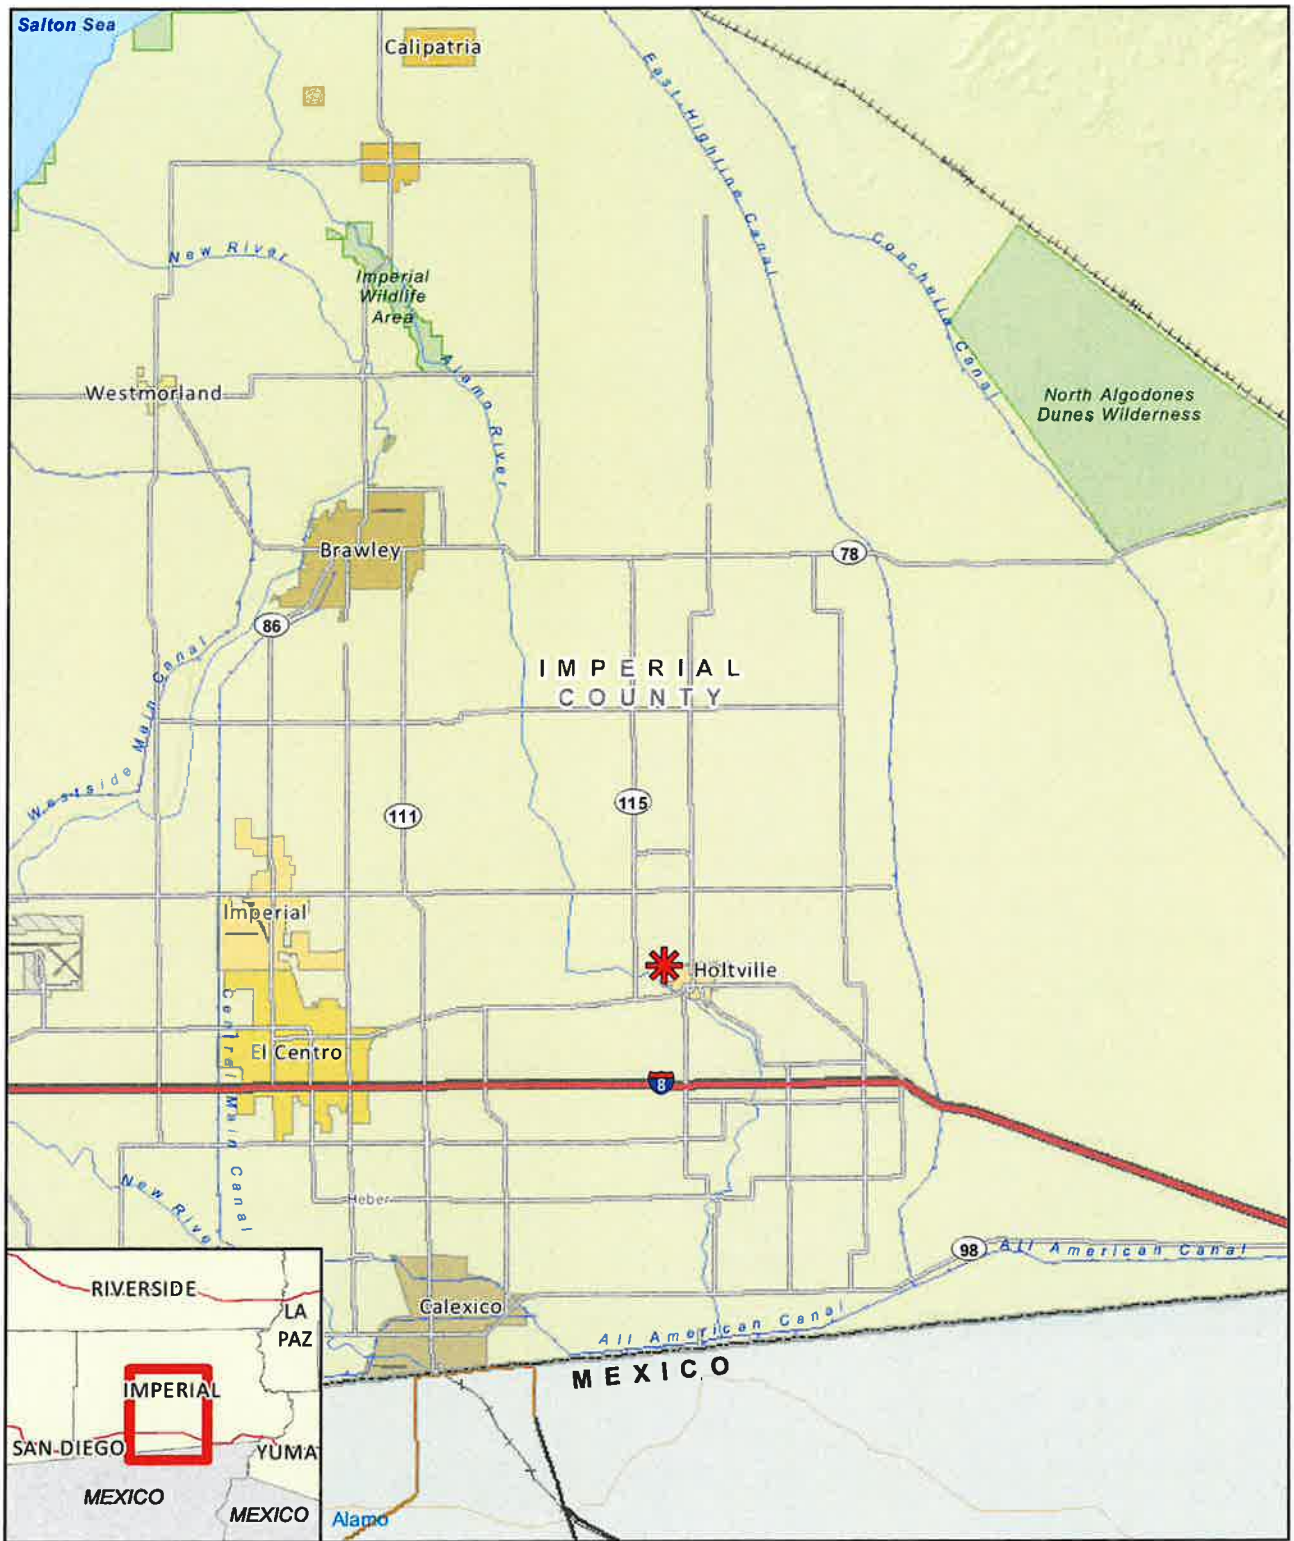 Salton Sea
Calipatria
East Highline Canal
New River
Coachella Canal
Imperial
Wildlife
Area
Alamo River
Westmorland
North Algodones
Dunes Wilderness
Brawley
78
86
IMPERIAL
COUNTY
Westside Main Canal
111
115
Imperial
Holtville
Central Main Canal
El Centro
8
New Rive
Heber
98
All American Canal
Calexico
All American Canal
MEXICO
RIVERSIDE
LA
PAZ
IMPERIAL
SAN DIEGO
YUMA
MEXICO
MEXICO
Alamo